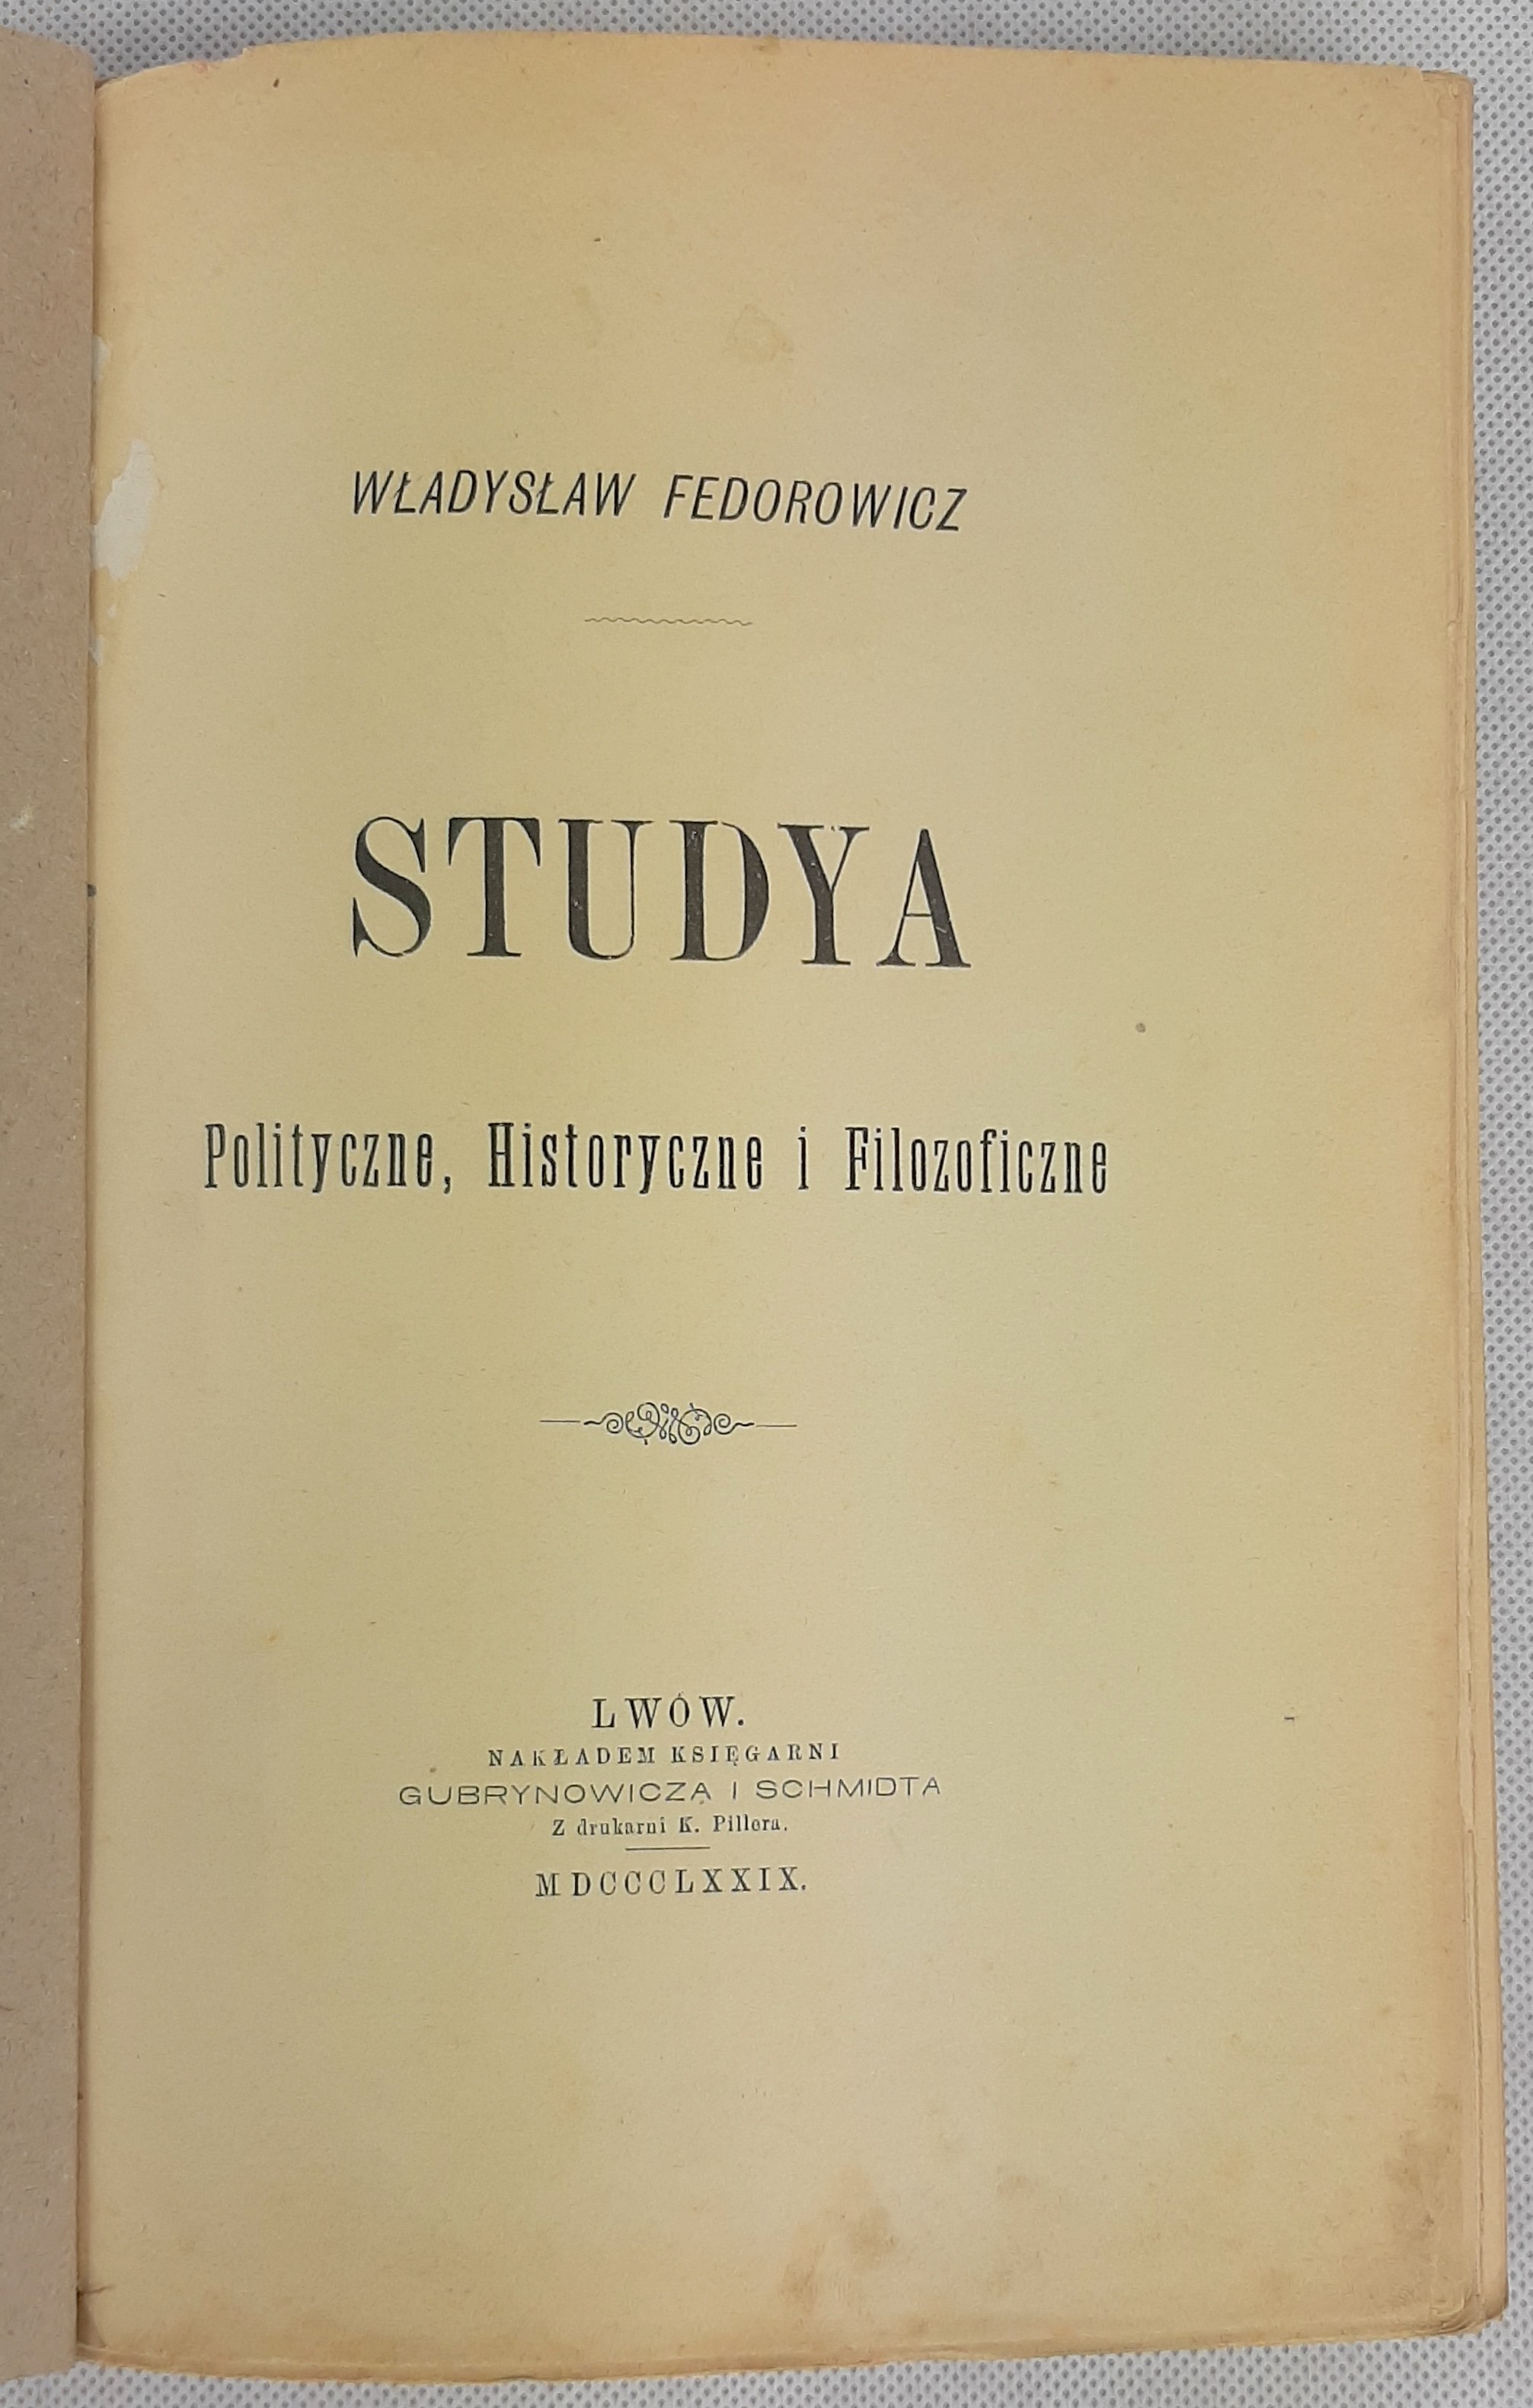 WŁADYSŁAW FEDOROWICZ
STUDYA
Polityczne, Historyczne i Filozoficzne
LWÓW.
NAKŁADEM KSIĘGARNI
GUBRYNOWICZA I SCHMIDTA
Z drukarni K. Pillera.
MDCCCLXXIX.